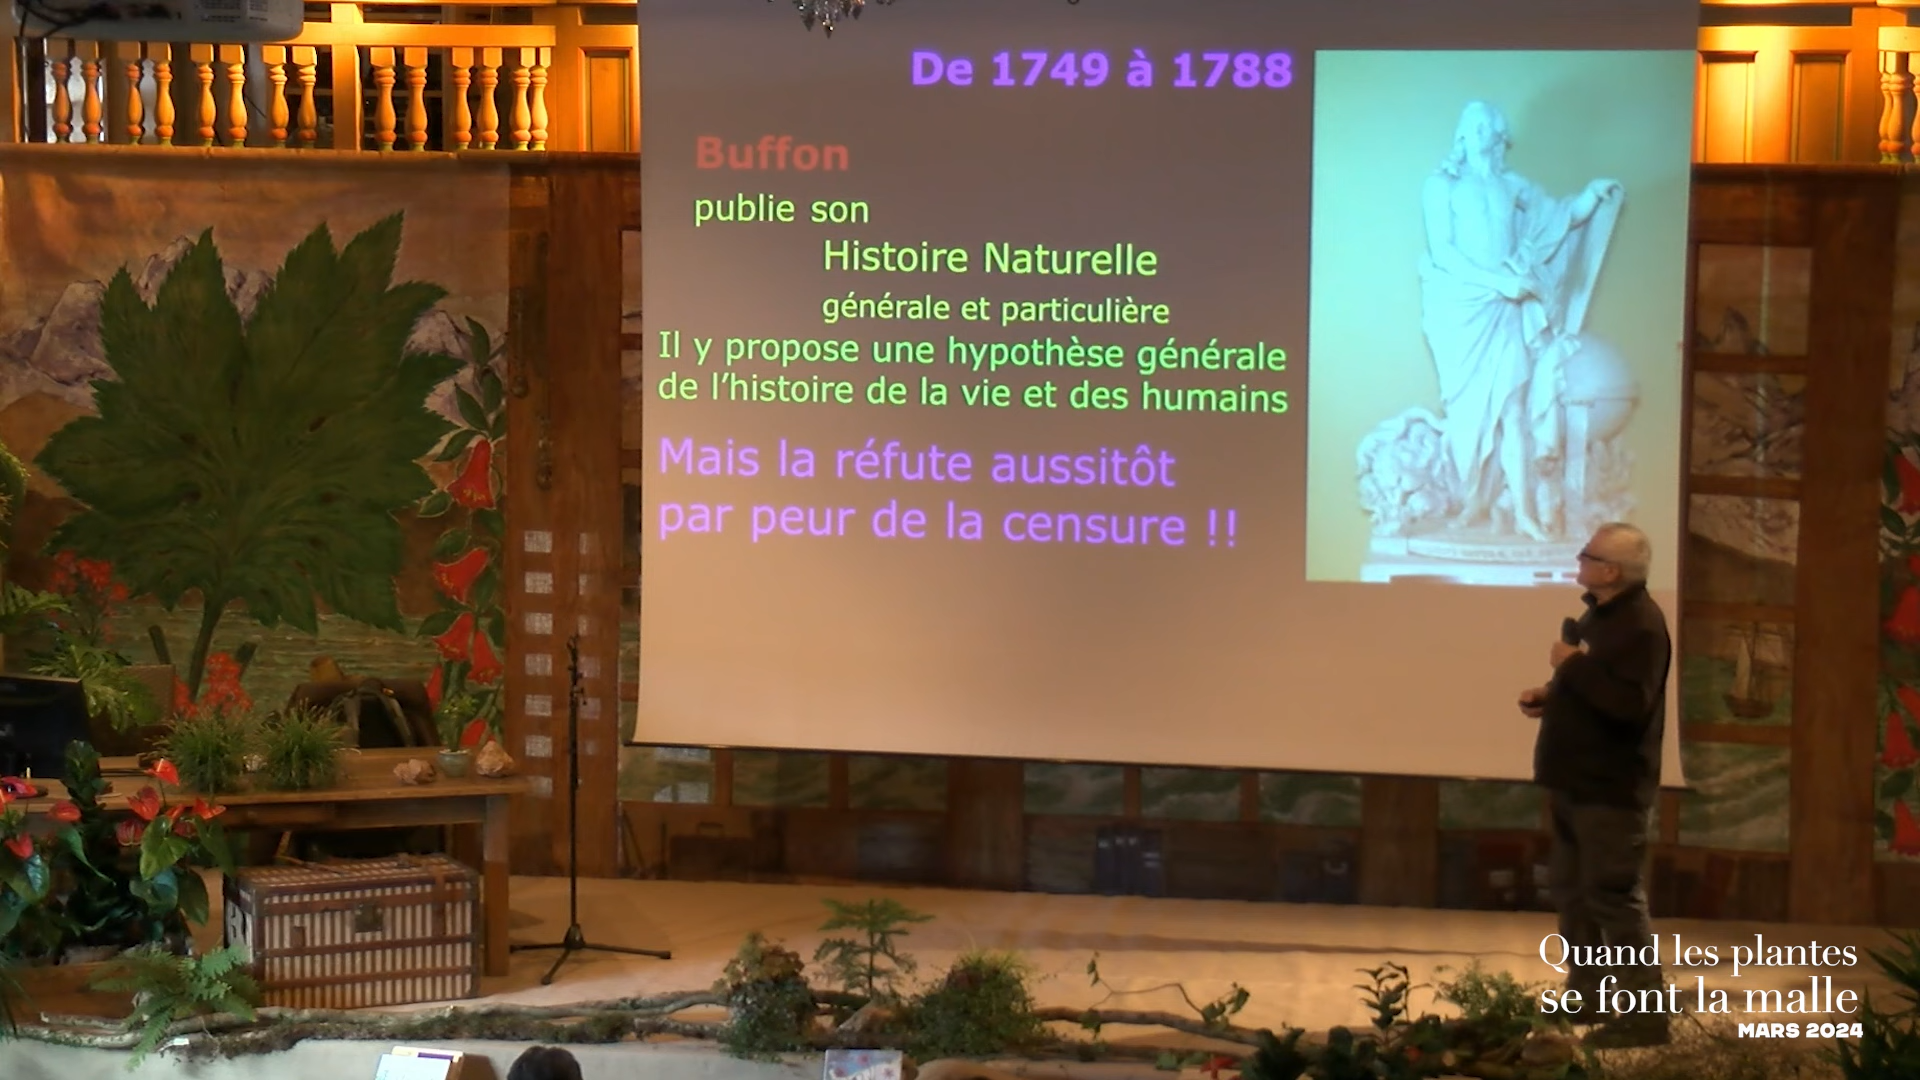 De 1749 à 1788
Buffon
publie son
Histoire Naturelle
générale et particulière
Il y propose une hypothèse générale
de l'histoire de la vie et des humains
Mais la réfute aussitôt
par peur de la censure !!
Quand les plantes
se font la malle
MARS 2024